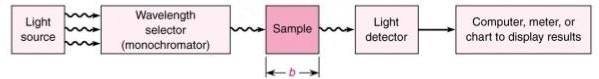 Light
source
Wavelength
selector
(monochromator)
Sample
Light
detector
Computer, meter, or
chart to display results
b